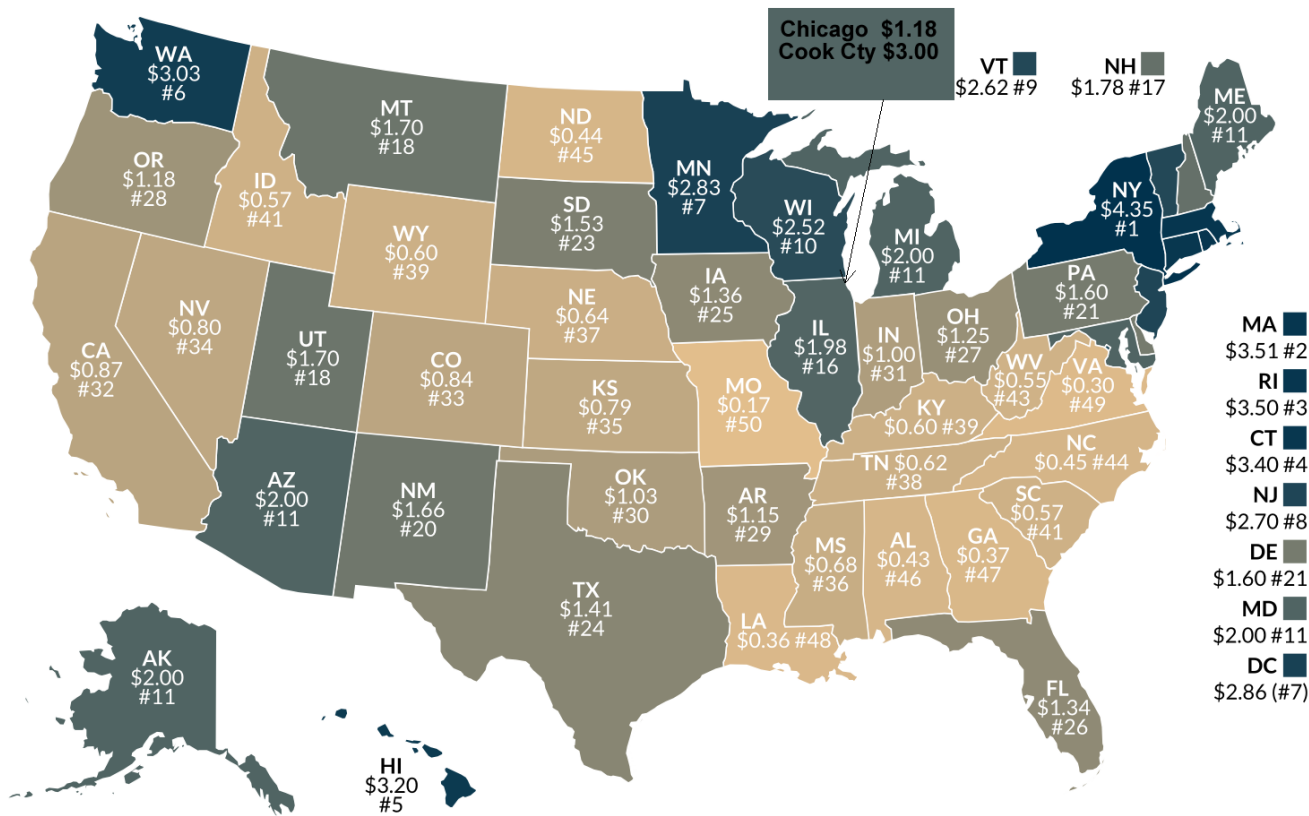 Chicago $1.18
Cook Cty $3.00
WA
$3.03
#6
VT
$2.62 #9
NH
$1.78 #17
ME
$2.00
#11
MT
$1.70
#18
ND
$0.44
#45
OR
$1.18
#28
MN
$2.83
#7
ID
$0.57
#41
NY
$4.35
#1
SD
$1.53
#23
WI
$2.52
#10
WY
$0.60
#39
MI
$2.00
#11
PA
$1.60
#21
IA
$1.36
#25
NE
$0.64
#37
NV
$0.80
#34
OH
$1.25
#27
IL
$1.98
#16
IN
$1.00
#31
UT
$1.70
#18
CA
$0.87
#32
CO
$0.84
#33
WV
$0.55
#43
VA
$0.30
#49
KS
$0.79
#35
MO
$0.17
#50
KY
$0.60 #39
NC
$0.45 #44
TN $0.62
#38
AZ
$2.00
#11
NM
$1.66
#20
OK
$1.03
#30
AR
$1.15
#29
SC
$0.57
#41
MS
$0.68
#36
AL
$0.43
#46
GA
$0.37
#47
TX
$1.41
#24
LA
$0.36 #48
FL
$1.34
#26
AK
$2.00
#11
HI
$3.20
#5
MA
$3.51 #2
RI
$3.50 #3
CT
$3.40 #4
NJ
$2.70 #8
DE
$1.60 #21
MD
$2.00 #11
DC
$2.86 (#7)